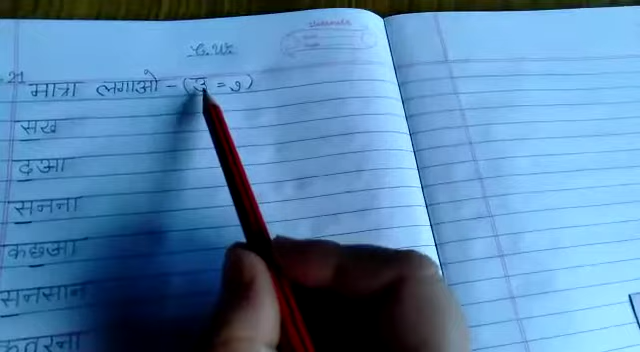 C.W.
मात्रा लगाओ - (उ = ु)
सख
दआ
सनना
कछआ
सनसान
कतरना